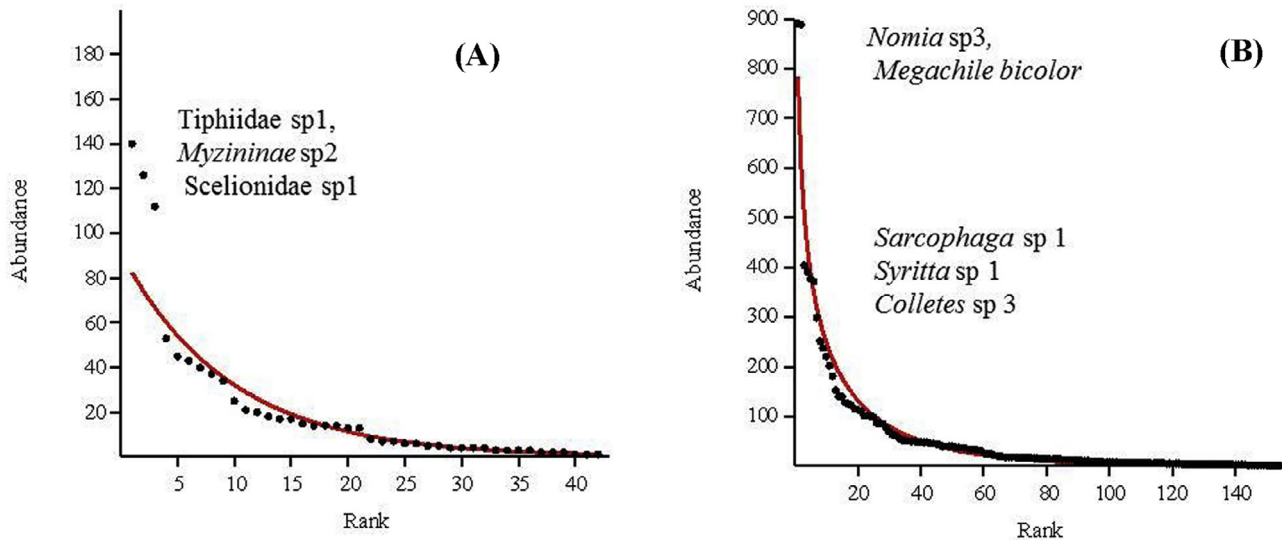 (A)
180
160
140
120
100
80
60
40
20
Abundance
Tiphiidae sp1,
Myzininae sp2
Scelionidae sp1
5 10 15 20 25 30 35 40
Rank
(B)
900
800
700
600
500
400
300
200
100
Abundance
Nomia sp3,
Megachile bicolor
Sarcophaga sp 1
Syritta sp 1
Colletes sp 3
20 40 60 80 100 120 140
Rank